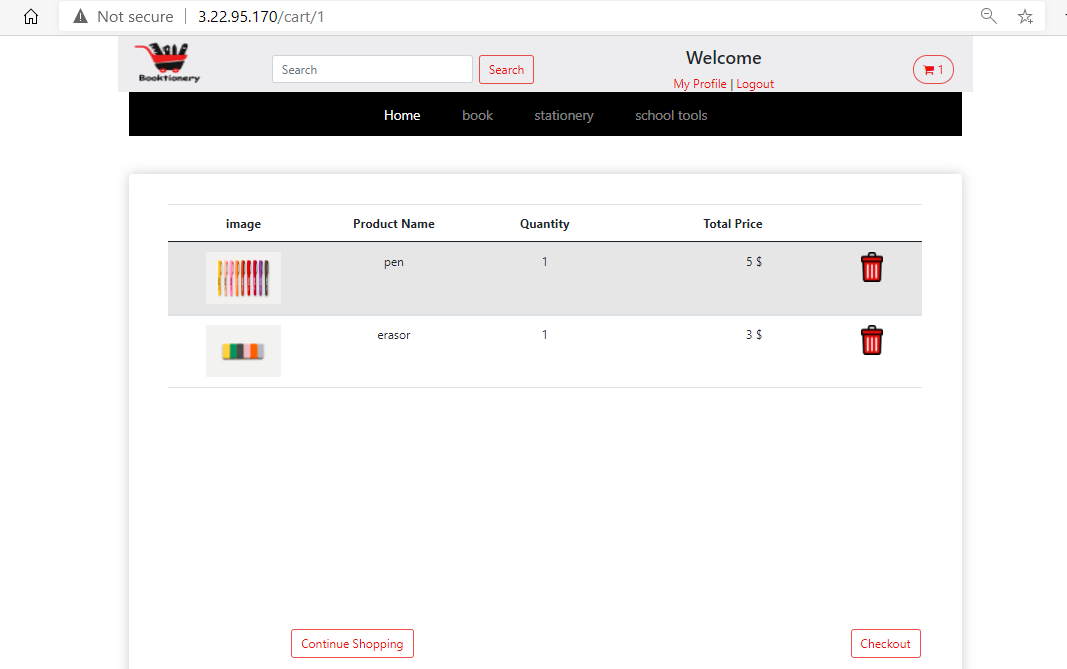 Not secure | 3.22.95.170/cart/1
Booktionery
Search Search
Welcome
My Profile | Logout
1
Home book stationery school tools
image Product Name Quantity Total Price
pen 1 5 $
erasor 1 3 $
Continue Shopping Checkout